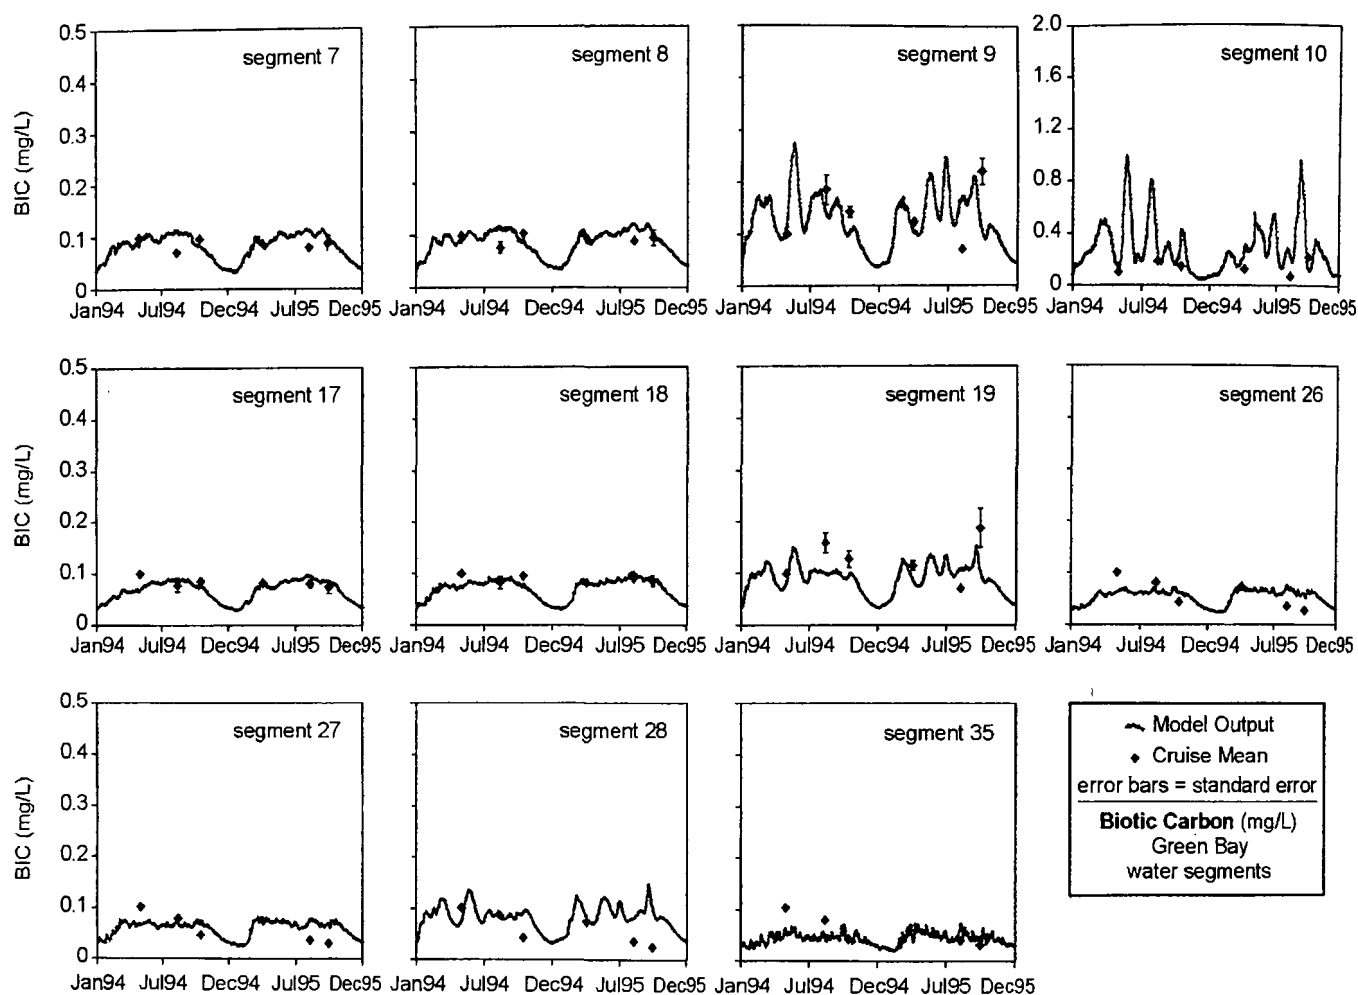 segment 7
segment 8
segment 9
segment 10
BIC (mg/L)
0.5
0.4
0.3
0.2
0.1
0
2.0
1.6
1.2
0.8
0.4
0
Jan94 Jul94 Dec94 Jul95 Dec95
Jan94 Jul94 Dec94 Jul95 Dec95
Jan94 Jul94 Dec94 Jul95 Dec95
Jan94 Jul94 Dec94 Jul95 Dec95
segment 17
segment 18
segment 19
segment 26
BIC (mg/L)
0.5
0.4
0.3
0.2
0.1
0
Jan94 Jul94 Dec94 Jul95 Dec95
Jan94 Jul94 Dec94 Jul95 Dec95
Jan94 Jul94 Dec94 Jul95 Dec95
Jan94 Jul94 Dec94 Jul95 Dec95
segment 27
segment 28
segment 35
BIC (mg/L)
0.5
0.4
0.3
0.2
0.1
0
Jan94 Jul94 Dec94 Jul95 Dec95
Jan94 Jul94 Dec94 Jul95 Dec95
Jan94 Jul94 Dec94 Jul95 Dec95
Model Output
Cruise Mean
error bars = standard error
Biotic Carbon (mg/L)
Green Bay
water segments